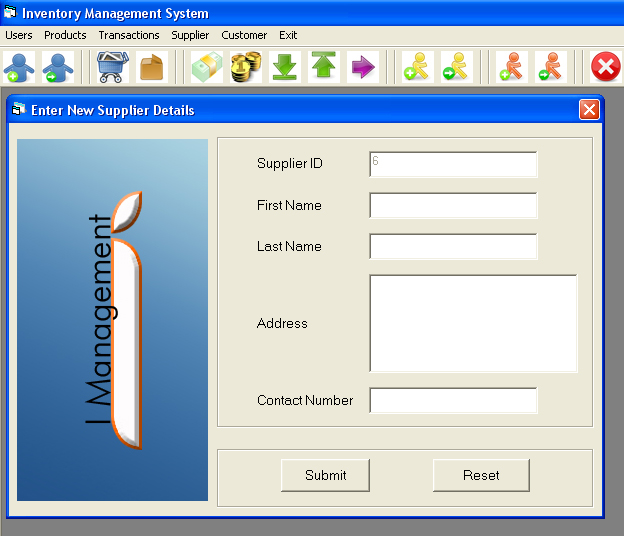 Inventory Management System
Users Products Transactions Supplier Customer Exit
Enter New Supplier Details
I Management
Supplier ID 6
First Name
Last Name
Address
Contact Number
Submit Reset